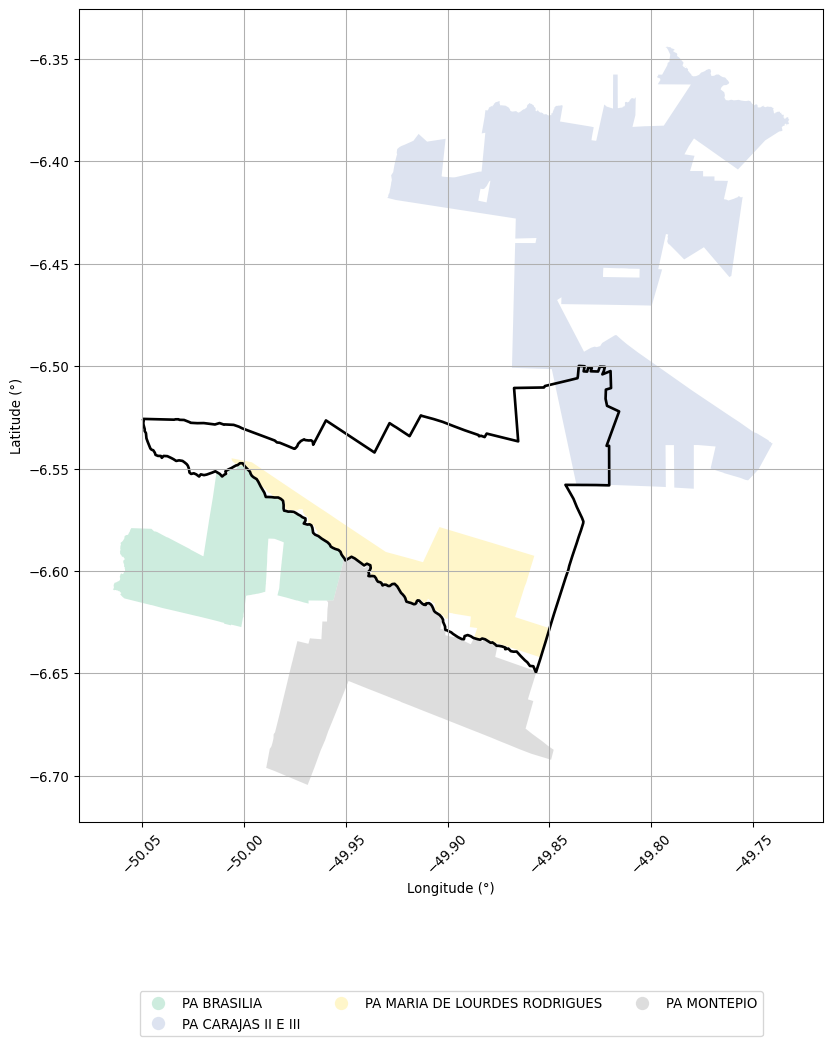 −6.35
−6.40
−6.45
−6.50
−6.55
−6.60
−6.65
−6.70
Latitude (°)
−50.05
−50.00
−49.95
−49.90
−49.85
−49.80
−49.75
Longitude (°)
PA BRASILIA
PA CARAJAS II E III
PA MARIA DE LOURDES RODRIGUES
PA MONTEPIO